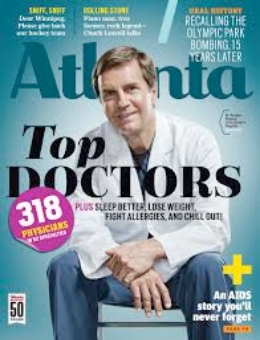 SNIFF, SNIFF
Dear Winnipeg,
Please give back
our hockey team
ROLLING STONE
Piano man, tree
farmer, rock legend—
Chuck Leavell talks
ORAL HISTORY
RECALLING THE
OLYMPIC PARK
BOMBING, 15
YEARS LATER
Atlanta
Top
DOCTORS
318
PHYSICIANS
PLUS SLEEP BETTER, LOSE WEIGHT,
FIGHT ALLERGIES, AND CHILL OUT!
+
An AIDS
story you'll
never forget
50